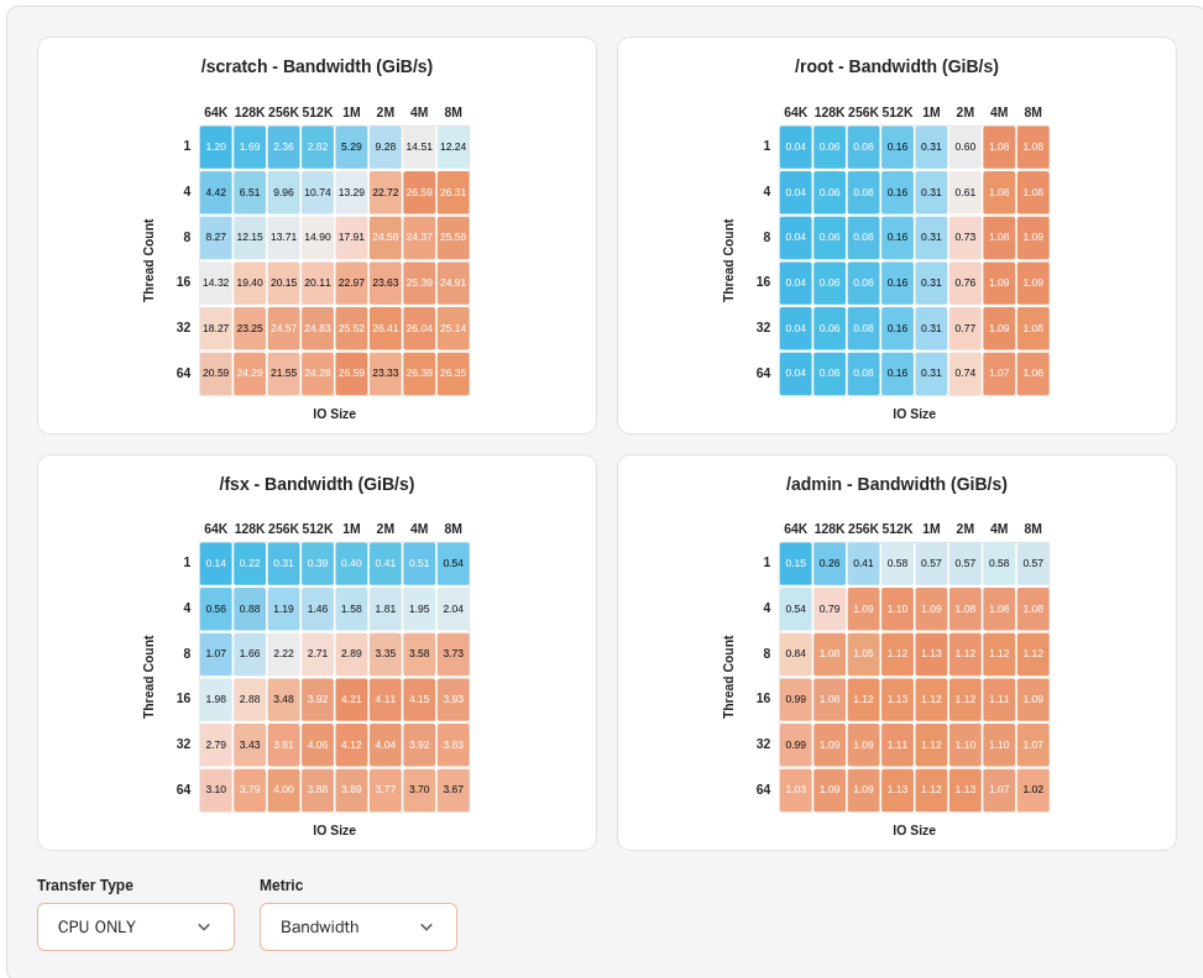 /scratch - Bandwidth (GiB/s)
64K 128K 256K 512K 1M 2M 4M 8M
1 1.20 1.69 2.36 2.82 5.29 9.28 14.51 12.24
4 4.42 6.51 9.96 10.74 13.29 22.72 26.59 26.31
8 8.27 12.15 13.71 14.90 17.91 24.58 24.37 25.56
16 14.32 19.40 20.15 20.11 22.97 23.63 25.39 24.91
32 18.27 23.25 24.57 24.83 25.52 26.41 26.04 25.14
64 20.59 24.29 21.55 24.28 26.59 23.33 26.38 26.35
Thread Count
IO Size
/root - Bandwidth (GiB/s)
64K 128K 256K 512K 1M 2M 4M 8M
1 0.04 0.06 0.08 0.16 0.31 0.60 1.08 1.08
4 0.04 0.06 0.08 0.16 0.31 0.61 1.08 1.08
8 0.04 0.06 0.08 0.16 0.31 0.73 1.08 1.09
16 0.04 0.06 0.08 0.16 0.31 0.76 1.09 1.09
32 0.04 0.06 0.08 0.16 0.31 0.77 1.09 1.08
64 0.04 0.06 0.08 0.16 0.31 0.74 1.07 1.06
Thread Count
IO Size
/fsx - Bandwidth (GiB/s)
64K 128K 256K 512K 1M 2M 4M 8M
1 0.14 0.22 0.31 0.39 0.40 0.41 0.51 0.54
4 0.56 0.88 1.19 1.46 1.58 1.81 1.95 2.04
8 1.07 1.66 2.22 2.71 2.89 3.35 3.58 3.73
16 1.98 2.88 3.48 3.92 4.21 4.11 4.15 3.93
32 2.79 3.43 3.81 4.06 4.12 4.04 3.92 3.83
64 3.10 3.79 4.00 3.88 3.89 3.77 3.70 3.67
Thread Count
IO Size
/admin - Bandwidth (GiB/s)
64K 128K 256K 512K 1M 2M 4M 8M
1 0.15 0.26 0.41 0.58 0.57 0.57 0.58 0.57
4 0.54 0.79 1.09 1.10 1.09 1.08 1.08 1.08
8 0.84 1.08 1.05 1.12 1.13 1.12 1.12 1.12
16 0.99 1.06 1.12 1.13 1.12 1.12 1.11 1.09
32 0.99 1.09 1.09 1.11 1.12 1.10 1.10 1.07
64 1.03 1.09 1.09 1.13 1.12 1.13 1.07 1.02
Thread Count
IO Size
Transfer Type
CPU ONLY
Metric
Bandwidth